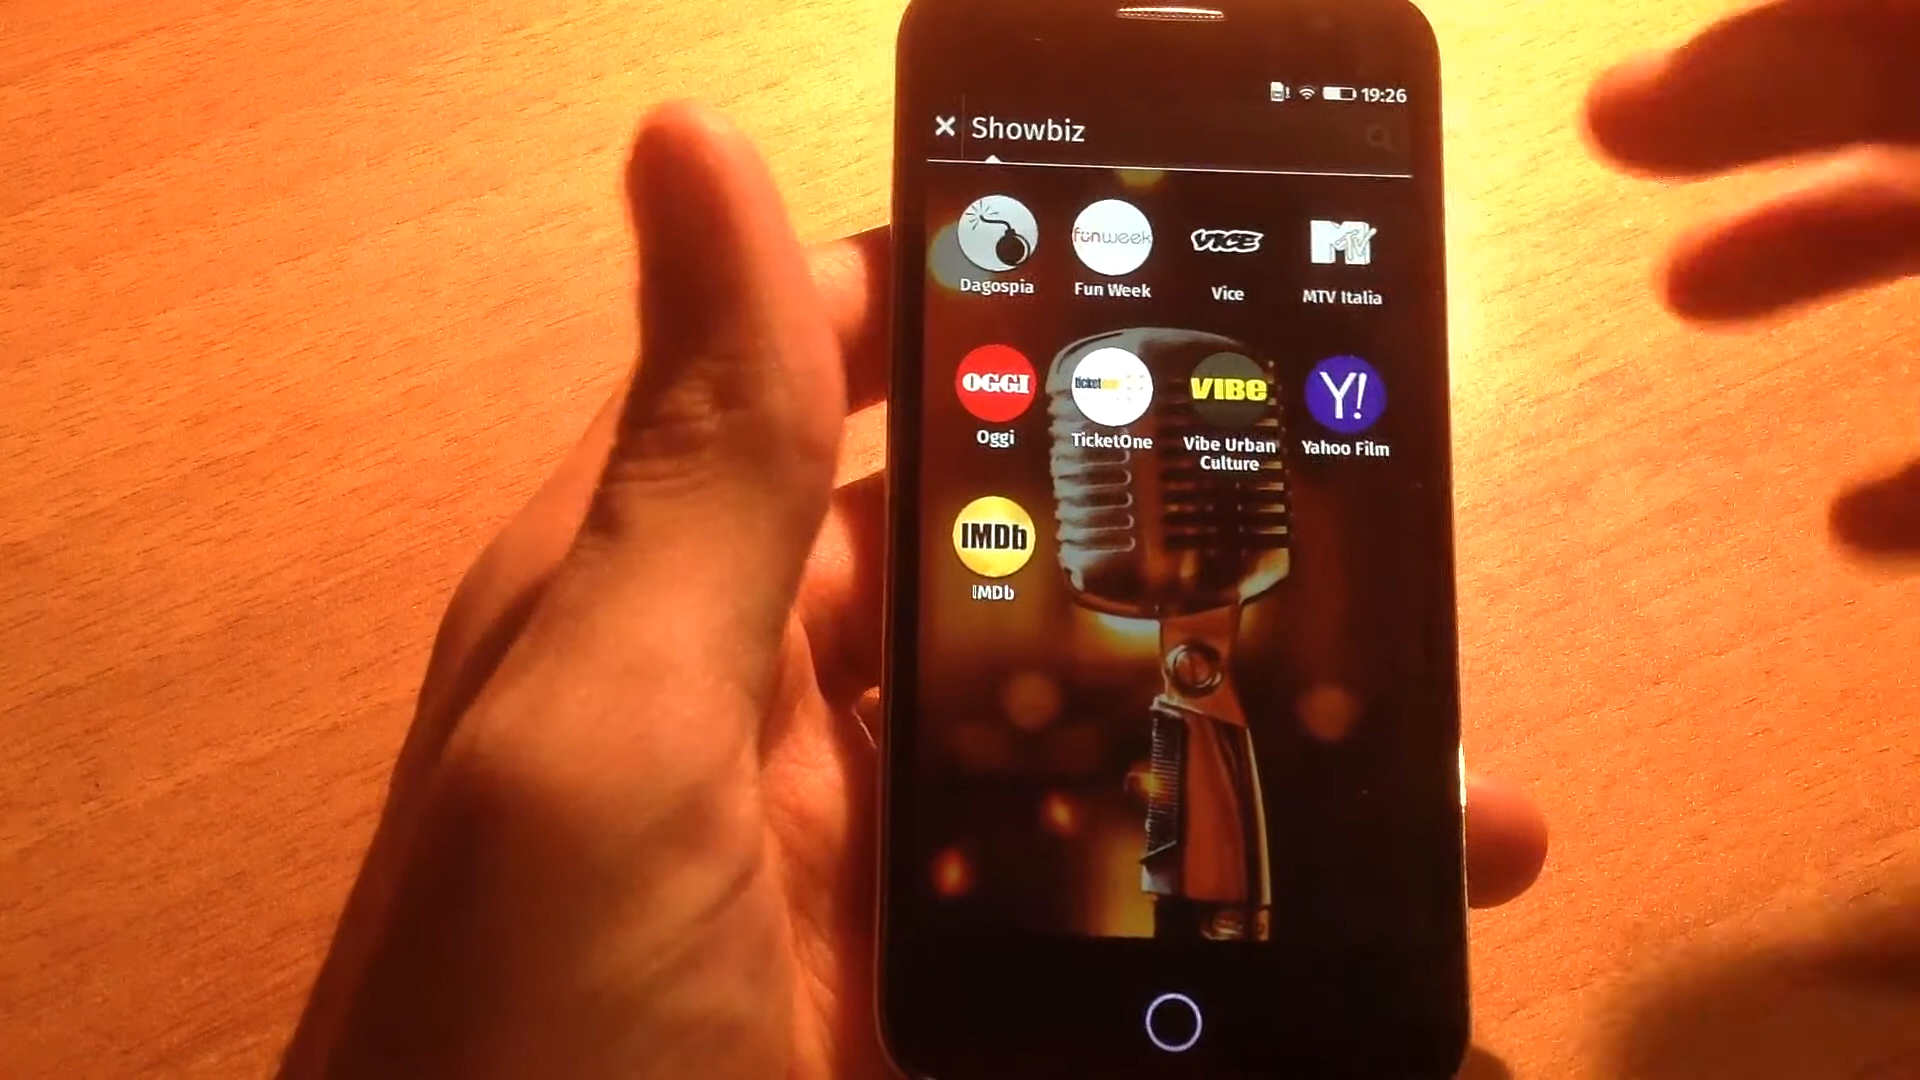 19:26
Showbiz
funweek
VICE
MTV
Dagospia
Fun Week
Vice
MTV Italia
OGGI
ticketone
VIBe
Y!
Oggi
TicketOne
Vibe Urban
Culture
Yahoo Film
IMDb
IMDb